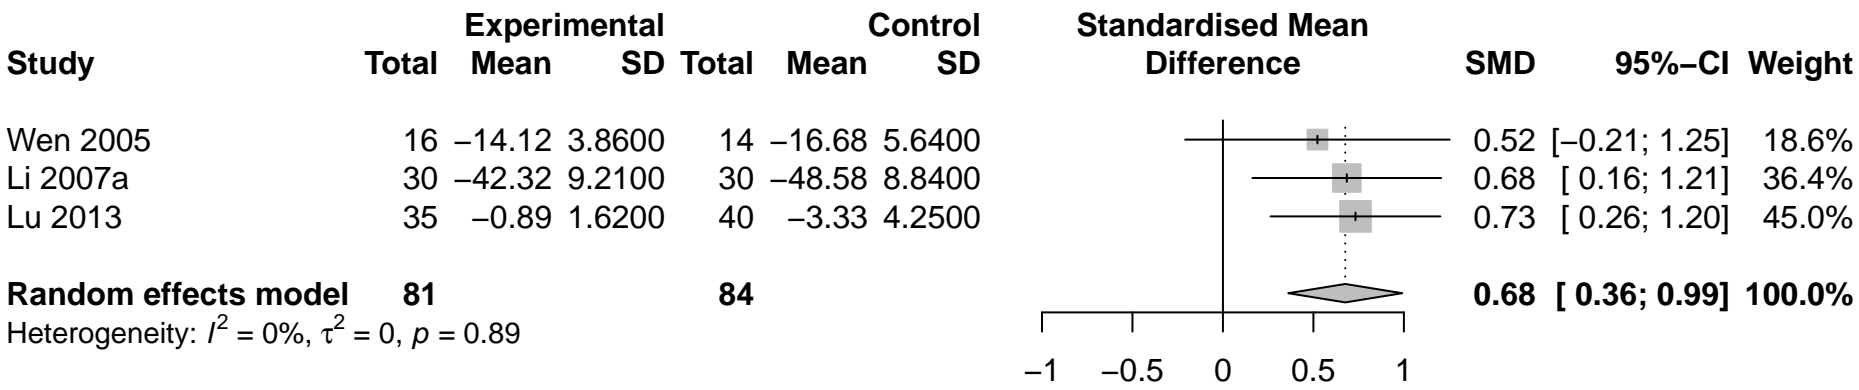 Experimental Control Standardised Mean
Study Total Mean SD Total Mean SD Difference SMD 95%−CI Weight
Wen 2005 16 −14.12 3.8600 14 −16.68 5.6400 0.52 [−0.21; 1.25] 18.6%
Li 2007a 30 −42.32 9.2100 30 −48.58 8.8400 0.68 [ 0.16; 1.21] 36.4%
Lu 2013 35 −0.89 1.6200 40 −3.33 4.2500 0.73 [ 0.26; 1.20] 45.0%
Random effects model 81 84 0.68 [ 0.36; 0.99] 100.0%
Heterogeneity: I² = 0%, τ² = 0, p = 0.89
−1 −0.5 0 0.5 1